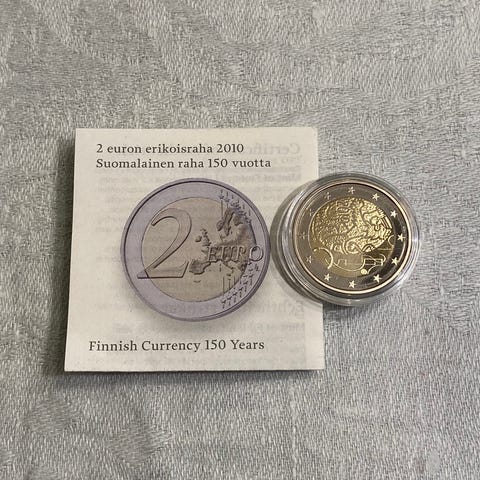 2 euron erikoisraha 2010
Suomalainen raha 150 vuotta
2 EURO
Finnish Currency 150 Years